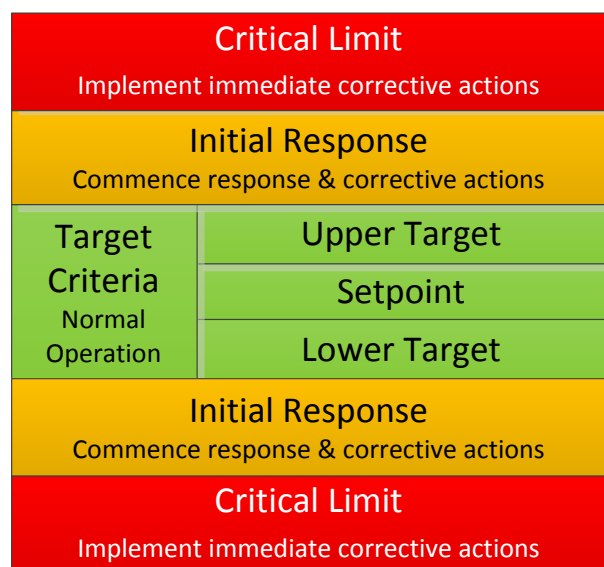 Critical Limit
Implement immediate corrective actions
Initial Response
Commence response & corrective actions
Target
Criteria
Normal
Operation
Upper Target
Setpoint
Lower Target
Initial Response
Commence response & corrective actions
Critical Limit
Implement immediate corrective actions